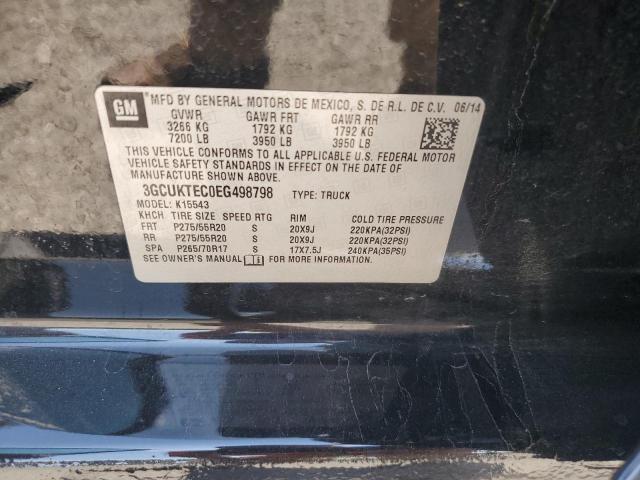 GM MFD BY GENERAL MOTORS DE MEXICO, S. DE R.L. DE C.V. 06/14
GVWR GAWR FRT GAWR RR
3266 KG 1792 KG 1792 KG
7200 LB 3950 LB 3950 LB
THIS VEHICLE CONFORMS TO ALL APPLICABLE U.S. FEDERAL MOTOR
VEHICLE SAFETY STANDARDS IN EFFECT ON THE DATE OF
MANUFACTURE SHOWN ABOVE.
3GCUKTEC0EG498798 TYPE: TRUCK
MODEL: K15543
KHCH TIRE SIZE SPEED RTG RIM COLD TIRE PRESSURE
FRT P275/55R20 S 20X9J 220KPA(32PSI)
RR P275/55R20 S 20X9J 220KPA(32PSI)
SPA P265/70R17 S 17X7.5J 240KPA(35PSI)
SEE OWNER'S MANUAL FOR MORE INFORMATION.